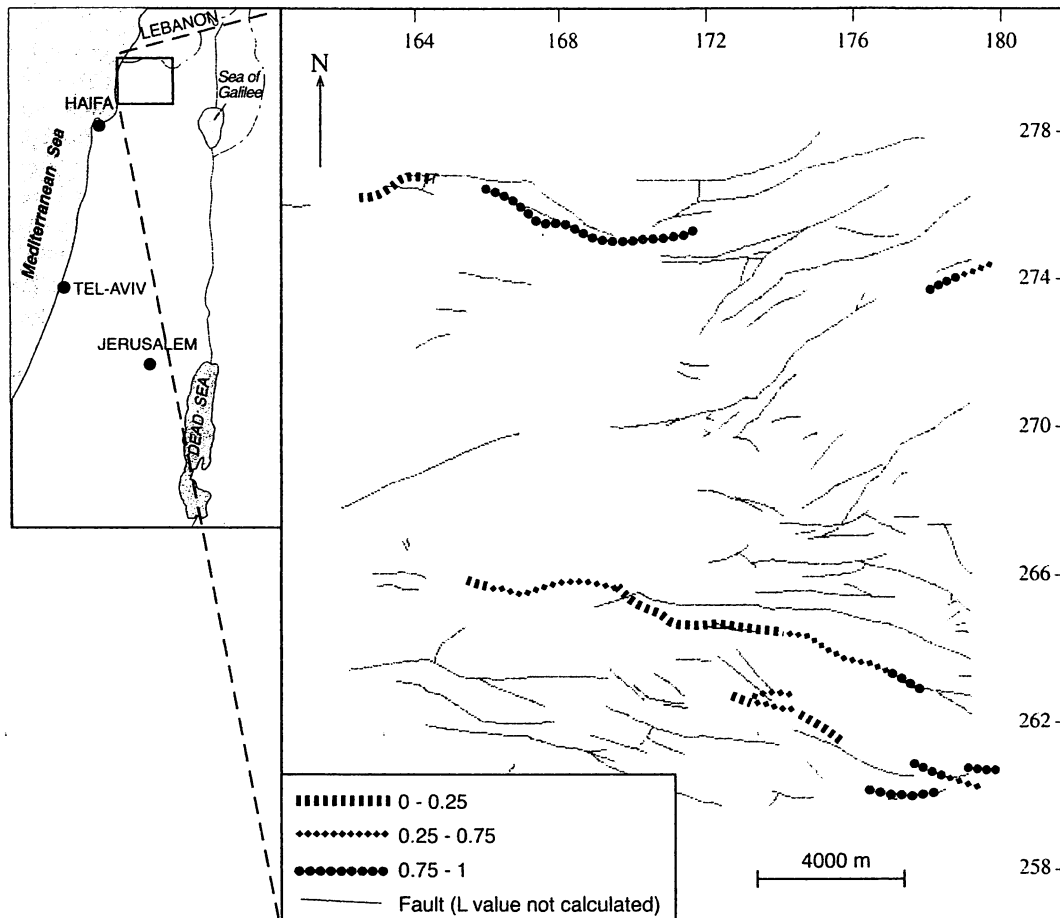 LEBANON
Sea of
Galilee
HAIFA
Mediterranean Sea
TEL-AVIV
JERUSALEM
DEAD SEA
164 168 172 176 180
N
278
274
270
266
262
258
0 - 0.25
0.25 - 0.75
0.75 - 1
Fault (L value not calculated)
4000 m